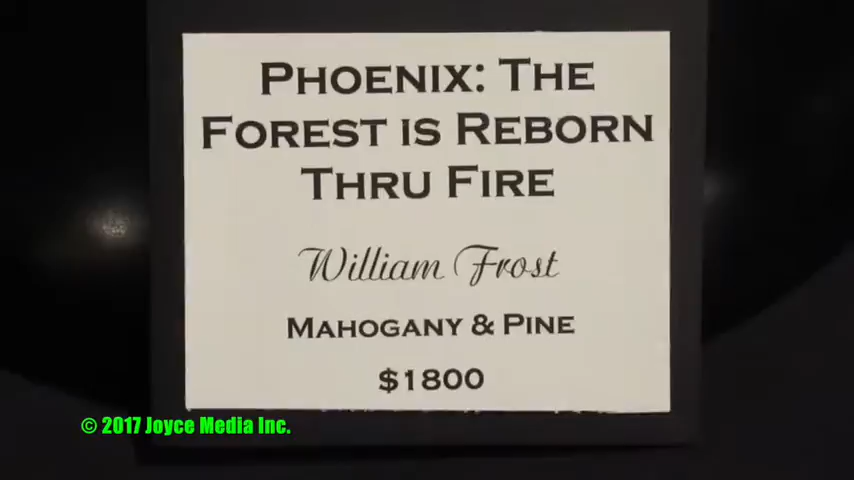 PHOENIX: THE
FOREST IS REBORN
THRU FIRE
William Frost
MAHOGANY & PINE
$1800
© 2017 Joyce Media Inc.